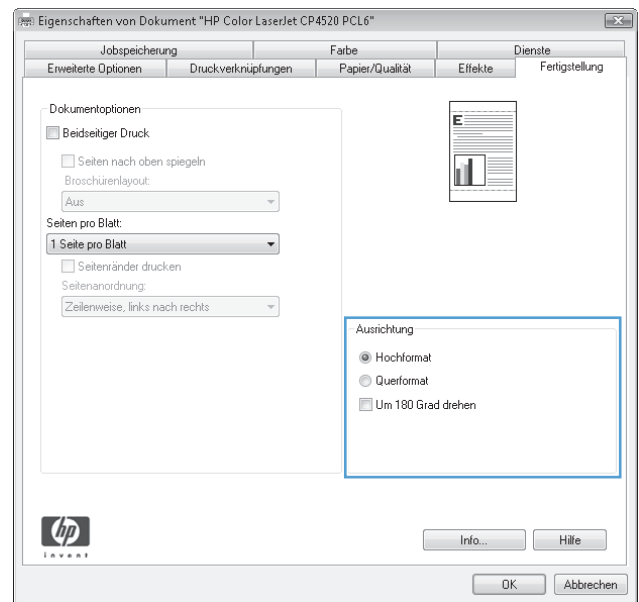 Eigenschaften von Dokument "HP Color LaserJet CP4520 PCL6"
Jobspeicherung Farbe Dienste
Erweiterte Optionen Druckverknüpfungen Papier/Qualität Effekte Fertigstellung
Dokumentoptionen
Beidseitiger Druck
Seiten nach oben spiegeln
Broschürenlayout:
Aus
Seiten pro Blatt:
1 Seite pro Blatt
Seitenränder drucken
Seitenanordnung:
Zeilenweise, links nach rechts
E
Ausrichtung
Hochformat
Querformat
Um 180 Grad drehen
hp
invent
Info... Hilfe
OK Abbrechen